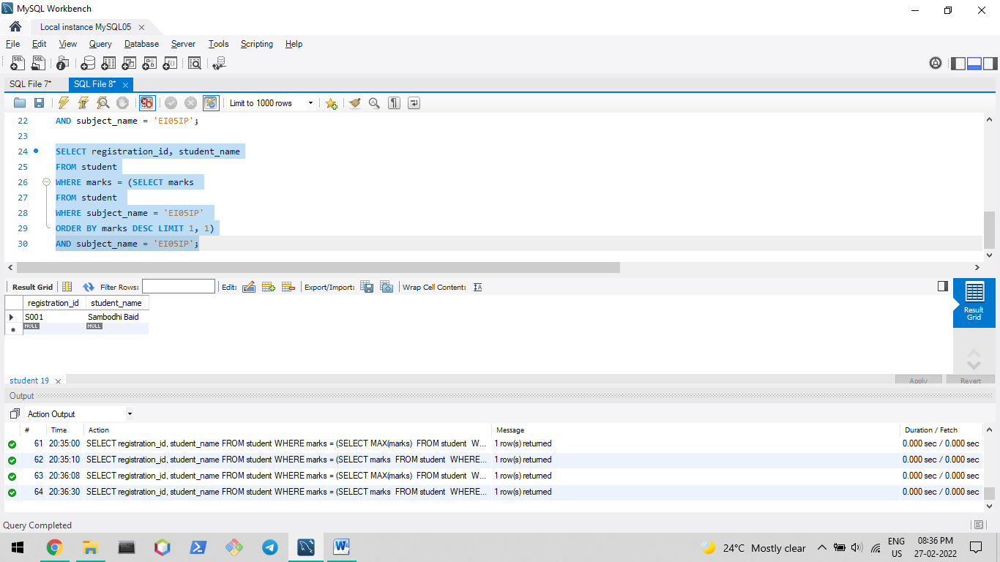 MySQL Workbench
Local instance MySQL05
File Edit View Query Database Server Tools Scripting Help
SQL File 7* SQL File 8*
Limit to 1000 rows
22 AND subject_name = 'EI05IP';
23
24 SELECT registration_id, student_name
25 FROM student
26 WHERE marks = (SELECT marks
27 FROM student
28 WHERE subject_name = 'EI05IP'
29 ORDER BY marks DESC LIMIT 1, 1)
30 AND subject_name = 'EI05IP';
Result Grid Filter Rows: Edit: Export/Import: Wrap Cell Content:
Result
Grid
registration_id student_name
S001 Sambodhi Baid
NULL NULL
student 19 Apply Revert
Output
Action Output
# Time Action Message Duration / Fetch
61 20:35:00 SELECT registration_id, student_name FROM student WHERE marks = (SELECT MAX(marks) FROM student W... 1 row(s) returned 0.000 sec / 0.000 sec
62 20:35:10 SELECT registration_id, student_name FROM student WHERE marks = (SELECT marks FROM student WHERE... 1 row(s) returned 0.000 sec / 0.000 sec
63 20:36:08 SELECT registration_id, student_name FROM student WHERE marks = (SELECT MAX(marks) FROM student W... 1 row(s) returned 0.000 sec / 0.000 sec
64 20:36:30 SELECT registration_id, student_name FROM student WHERE marks = (SELECT marks FROM student WHERE... 1 row(s) returned 0.000 sec / 0.000 sec
Query Completed
24°C Mostly clear
ENG
US
08:36 PM
27-02-2022